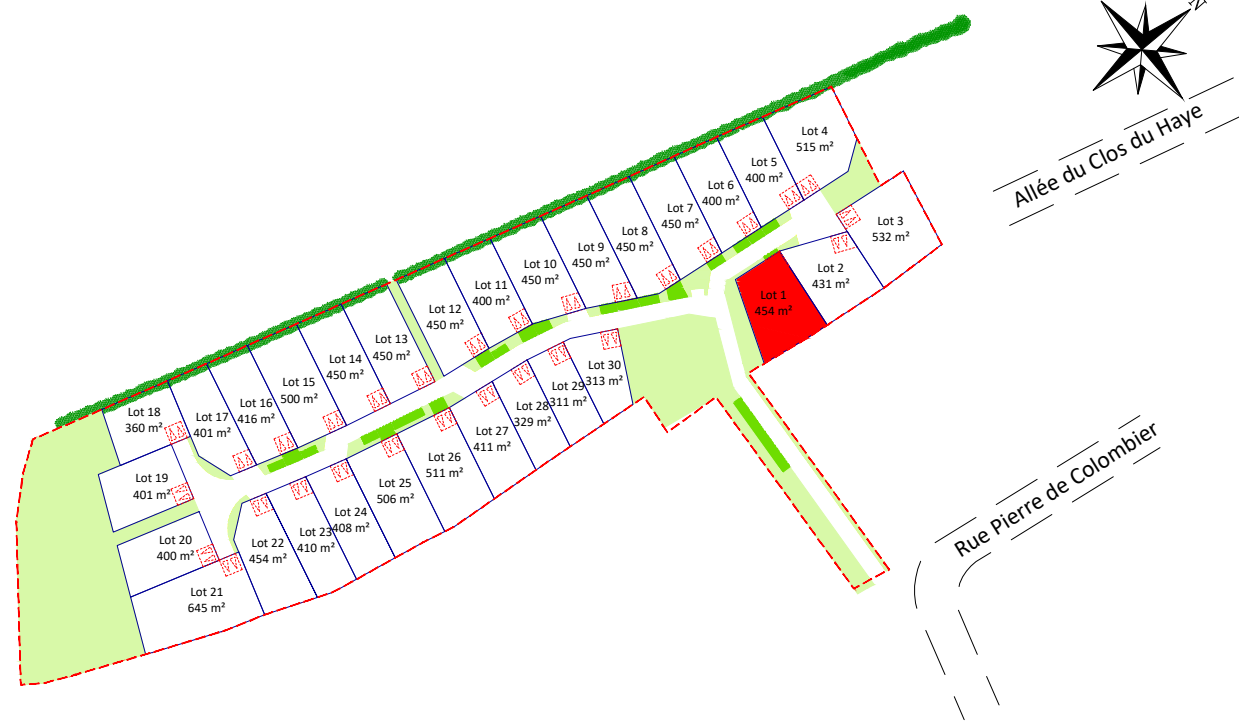 N
Allée du Clos du Haye
Lot 4
515 m²
Lot 5
400 m²
Lot 6
400 m²
Lot 7
450 m²
Lot 8
450 m²
Lot 9
450 m²
Lot 10
450 m²
Lot 11
400 m²
Lot 12
450 m²
Lot 13
450 m²
Lot 14
450 m²
Lot 15
500 m²
Lot 16
416 m²
Lot 17
401 m²
Lot 18
360 m²
Lot 19
401 m²
Lot 20
400 m²
Lot 21
645 m²
Lot 22
454 m²
Lot 23
410 m²
Lot 24
408 m²
Lot 25
506 m²
Lot 26
511 m²
Lot 27
411 m²
Lot 28
329 m²
Lot 29
311 m²
Lot 30
313 m²
Lot 1
454 m²
Lot 2
431 m²
Lot 3
532 m²
Rue Pierre de Colombier